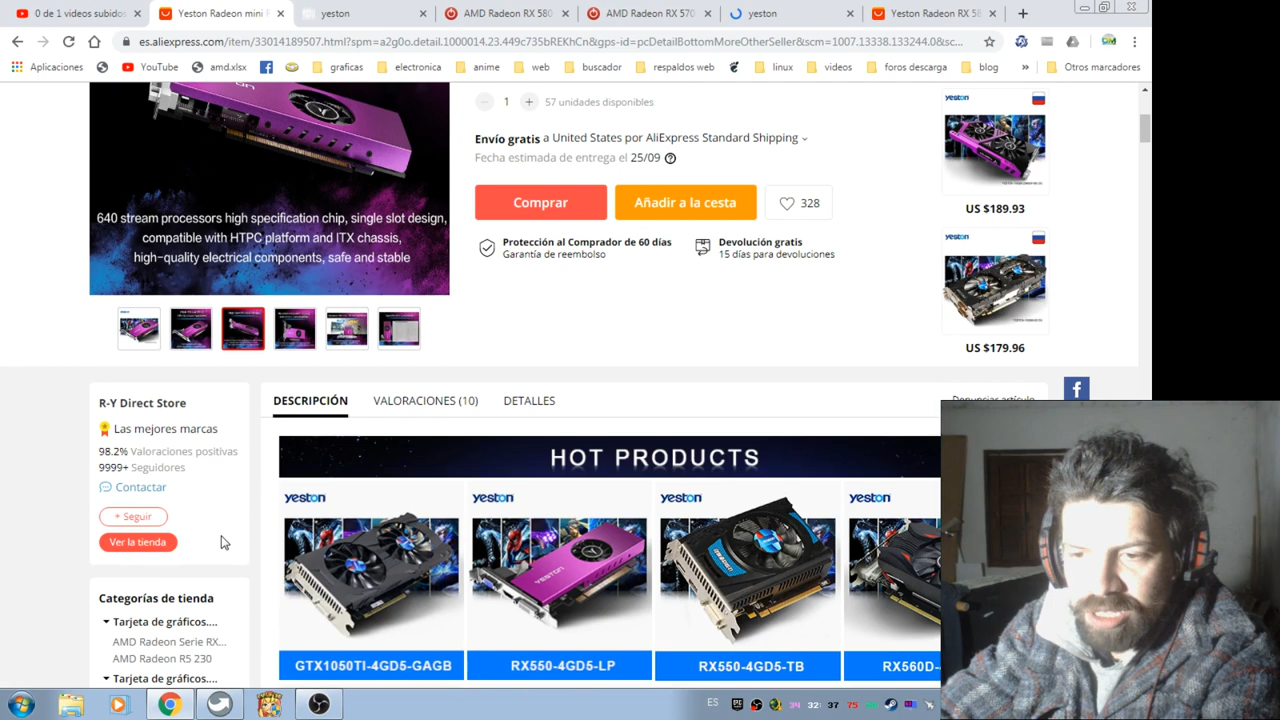 0 de 1 videos subidos
Yeston Radeon mini
yeston
AMD Radeon RX 580
AMD Radeon RX 570
yeston
Yeston Radeon RX 58
es.aliexpress.com/item/33014189507.html?spm=a2g0o.detail.1000014.23.449c735bREKhCn&gps-id=pcDetailBottomMoreOtherSeller&scm=1007.13338.133244.0&sc...
Aplicaciones
YouTube
amd.xlsx
graficas
electronica
anime
web
buscador
respaldos web
linux
videos
foros descarga
blog
»
Otros marcadores
1
57 unidades disponibles
Envío gratis a United States por AliExpress Standard Shipping
Fecha estimada de entrega el 25/09
Comprar
Añadir a la cesta
328
Protección al Comprador de 60 días
Garantía de reembolso
Devolución gratis
15 días para devoluciones
640 stream processors high specification chip, single slot design,
compatible with HTPC platform and ITX chassis,
high-quality electrical components, safe and stable
yeston
US $189.93
yeston
US $179.96
R-Y Direct Store
Las mejores marcas
98.2% Valoraciones positivas
9999+ Seguidores
Contactar
+ Seguir
Ver la tienda
Categorías de tienda
Tarjeta de gráficos....
AMD Radeon Serie RX...
AMD Radeon R5 230
Tarjeta de gráficos....
DESCRIPCIÓN
VALORACIONES (10)
DETALLES
Denunciar artículo
HOT PRODUCTS
yeston
yeston
yeston
yeston
YESTON
GTX1050TI-4GD5-GAGB
RX550-4GD5-LP
RX550-4GD5-TB
RX560D-
ES
34
32
37
75